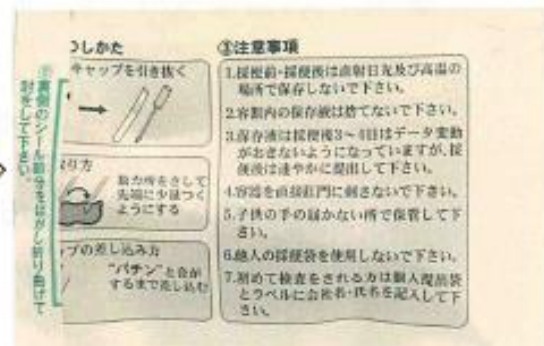 のしかた
キャップを引き抜く
取り方
数カ所をさして
先端に少量つく
ようにする
プの差し込み方
"パチン"と音が
するまで差し込む
③注意事項
1.採便前・採便後は直射日光及び高温の
場所で保存しないで下さい。
2.容器内の保存液は捨てないで下さい。
3.保存液は採便後3~4日はデータ変動
がおきないようになっていますが、採
便後は速やかに提出して下さい。
4.容器を直接肛門に刺さないで下さい。
5.子供の手の届かない所で保管して下
さい。
6.他人の採便袋を使用しないで下さい。
7.初めて検査をされる方は個人提出袋
とラベルに会社名・氏名を記入して下
さい。
裏側のシール部分をはがし折り曲げて
封をして下さい。